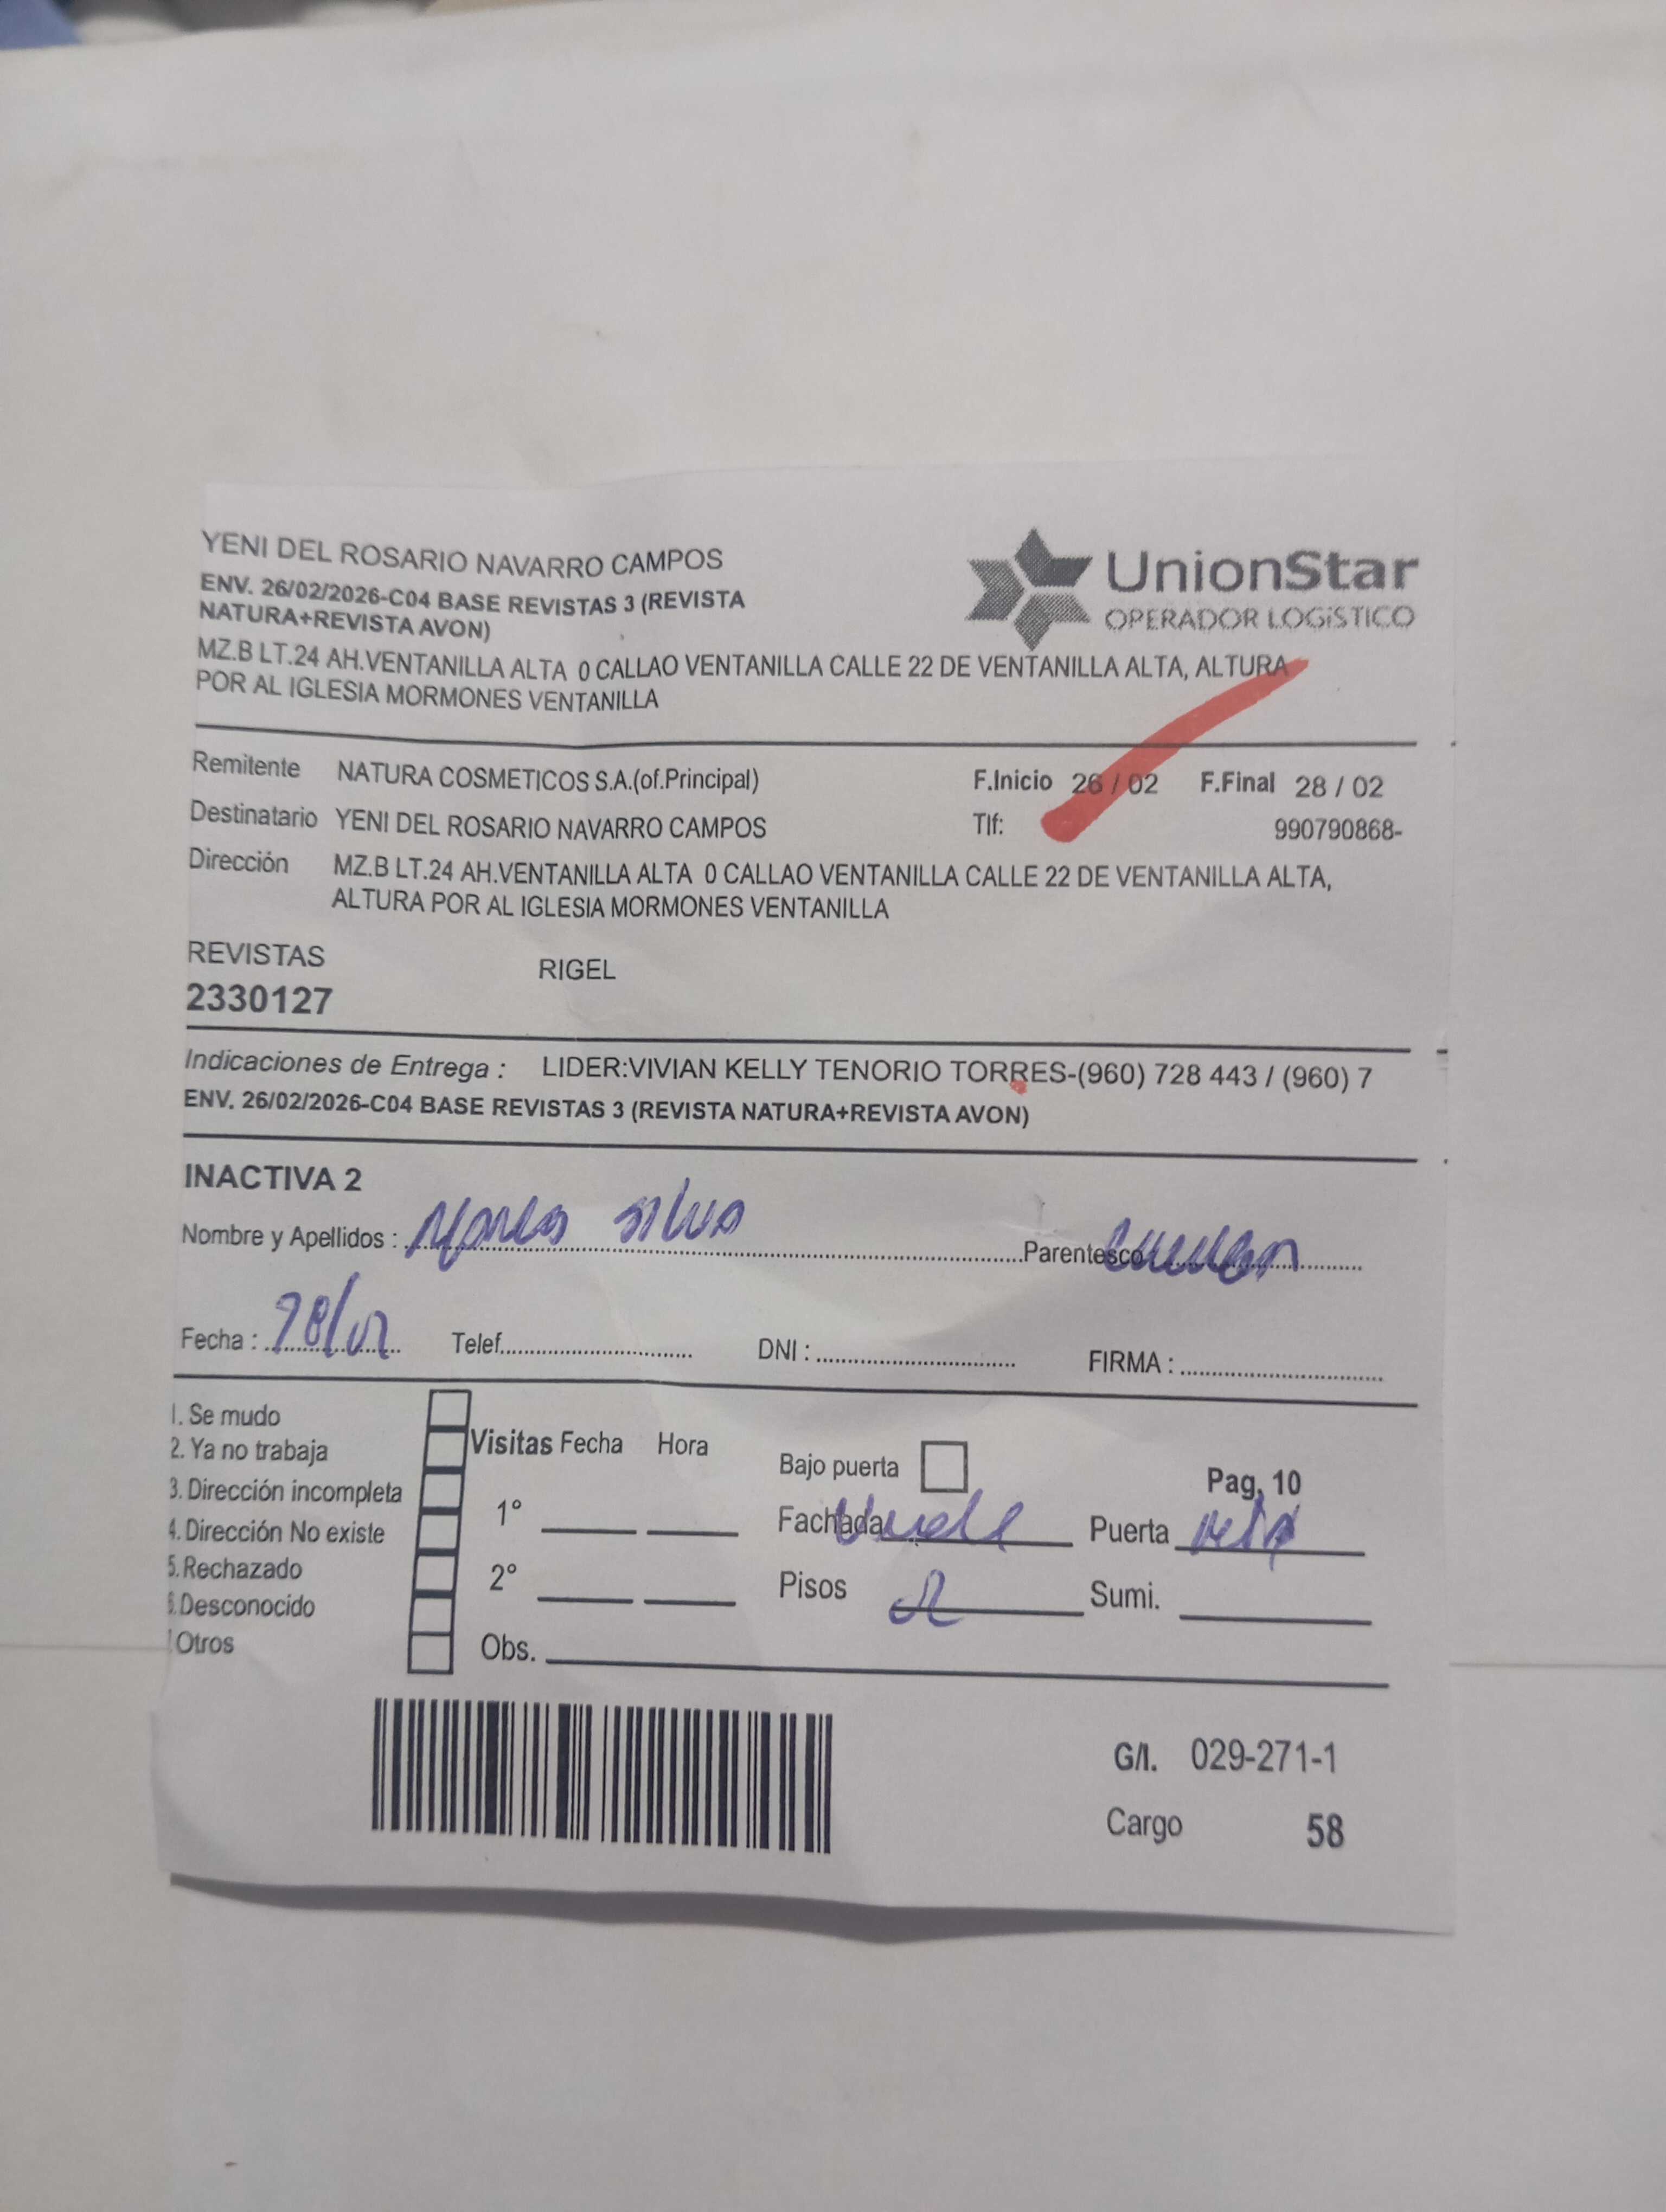 YENI DEL ROSARIO NAVARRO CAMPOS
ENV. 26/02/2026-C04 BASE REVISTAS 3 (REVISTA
NATURA+REVISTA AVON)
MZ.B LT.24 AH.VENTANILLA ALTA 0 CALLAO VENTANILLA CALLE 22 DE VENTANILLA ALTA, ALTURA
POR AL IGLESIA MORMONES VENTANILLA
UnionStar
OPERADOR LOGíSTICO
Remitente NATURA COSMETICOS S.A.(of.Principal) F.Inicio 26 / 02 F.Final 28 / 02
Destinatario YENI DEL ROSARIO NAVARRO CAMPOS Tlf: 990790868-
Dirección MZ.B LT.24 AH.VENTANILLA ALTA 0 CALLAO VENTANILLA CALLE 22 DE VENTANILLA ALTA,
ALTURA POR AL IGLESIA MORMONES VENTANILLA
REVISTAS RIGEL
2330127
Indicaciones de Entrega : LIDER:VIVIAN KELLY TENORIO TORRES-(960) 728 443 / (960) 7
ENV. 26/02/2026-C04 BASE REVISTAS 3 (REVISTA NATURA+REVISTA AVON)
INACTIVA 2
Nombre y Apellidos : Silva Parentesco
Fecha : 28/02 Telef. DNI : FIRMA :
1. Se mudo
2. Ya no trabaja
3. Dirección incompleta
4. Dirección No existe
5. Rechazado
6. Desconocido
Otros
Visitas Fecha Hora
1°
2°
Obs.
Bajo puerta Pag. 10
Fachada Puerta
Pisos 2 Sumi.
G/I. 029-271-1
Cargo 58